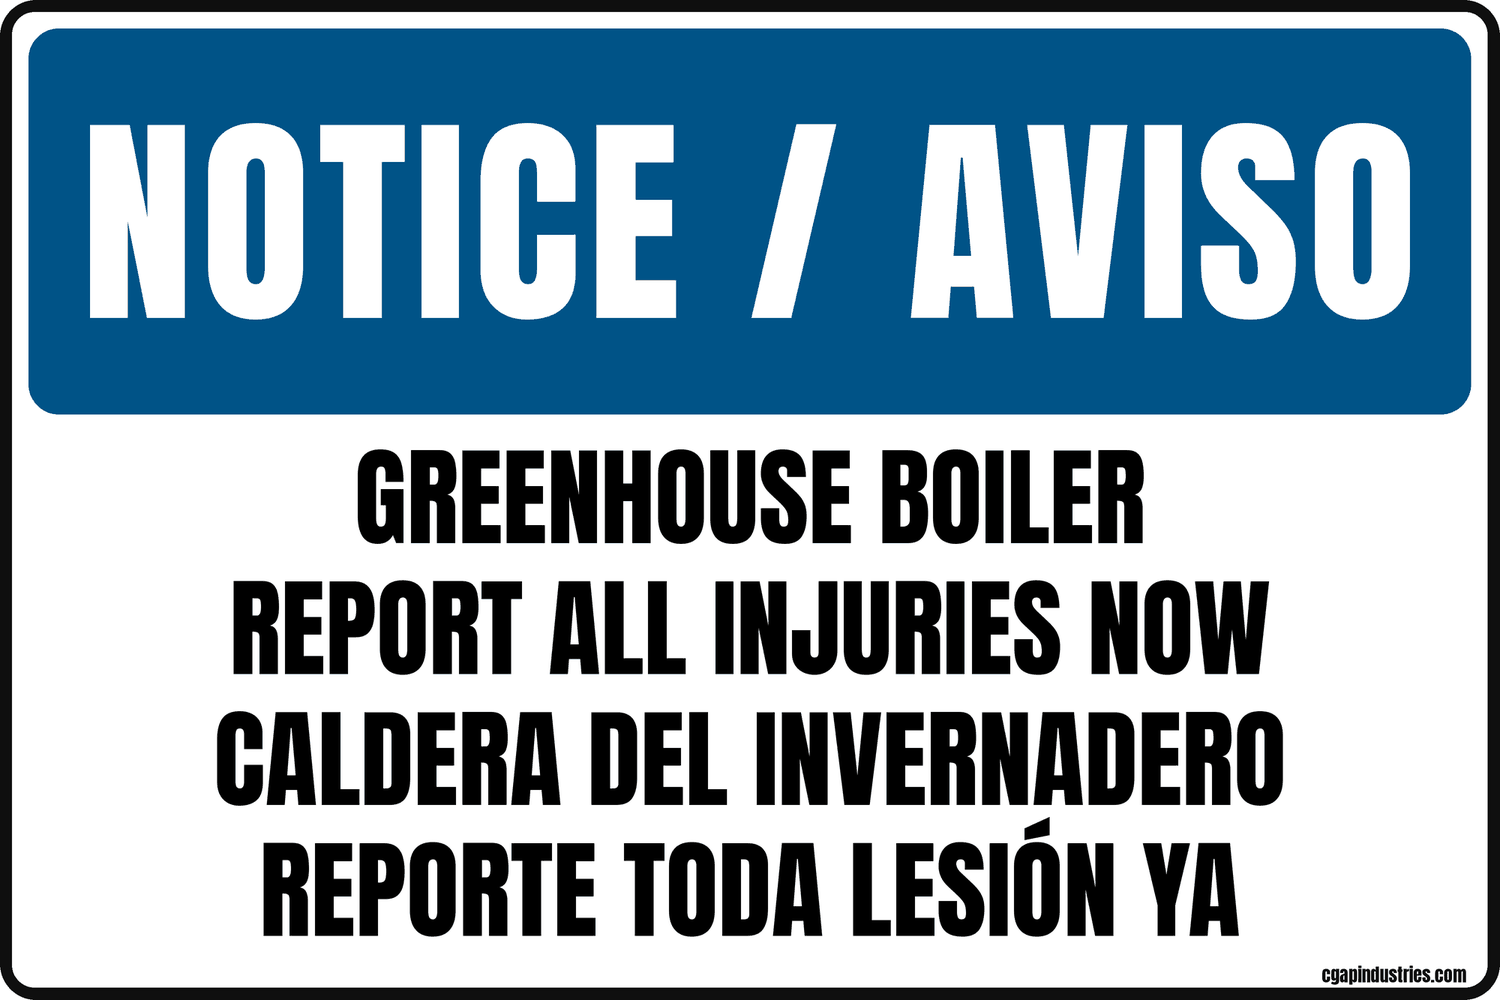 NOTICE / AVISO
GREENHOUSE BOILER
REPORT ALL INJURIES NOW
CALDERA DEL INVERNADERO
REPORTE TODA LESIÓN YA
cgapindustries.com